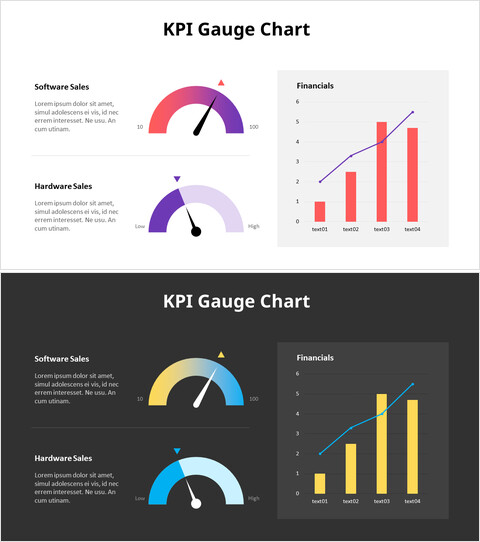 KPI Gauge Chart
Software Sales
Lorem ipsum dolor sit amet,
simul adolescens ei vis, id mei
errem interesset. Ne usu. An
cum utinam.
10
100
Hardware Sales
Lorem ipsum dolor sit amet,
simul adolescens ei vis, id mei
errem interesset. Ne usu. An
cum utinam.
Low
High
Financials
6
5
4
3
2
1
0
text01 text02 text03 text04
KPI Gauge Chart
Software Sales
Lorem ipsum dolor sit amet,
simul adolescens ei vis, id mei
errem interesset. Ne usu. An
cum utinam.
10
100
Hardware Sales
Lorem ipsum dolor sit amet,
simul adolescens ei vis, id mei
errem interesset. Ne usu. An
cum utinam.
Low
High
Financials
6
5
4
3
2
1
0
text01 text02 text03 text04